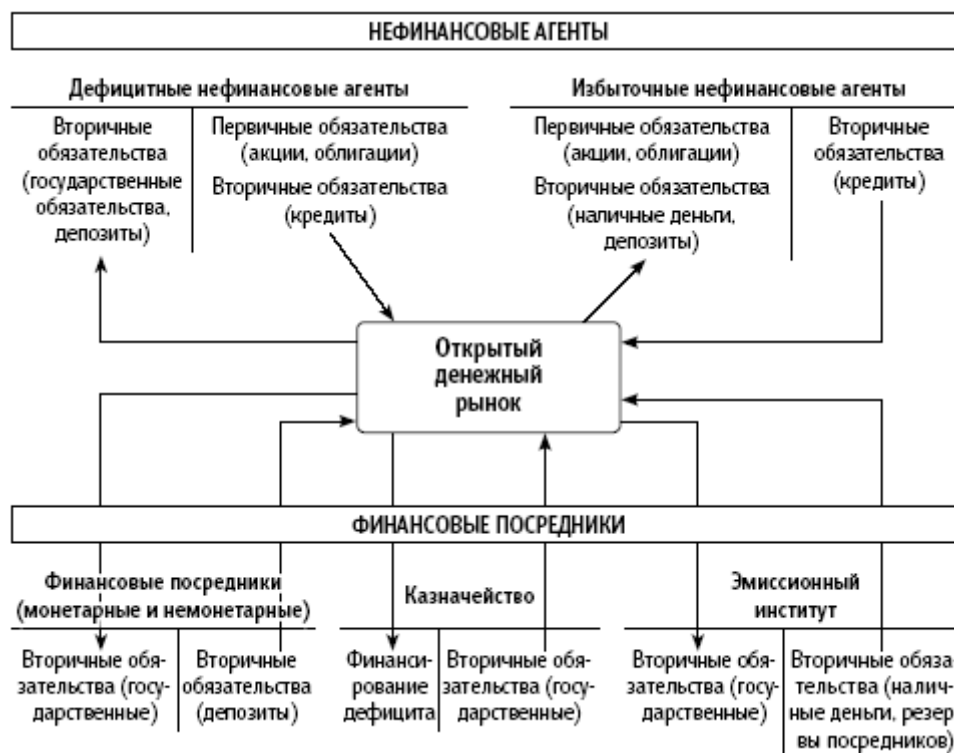 НЕФИНАНСОВЫЕ АГЕНТЫ
Дефицитные нефинансовые агенты
Вторичные
обязательства
(государственные
обязательства,
депозиты)
Первичные обязательства
(акции, облигации)
Вторичные обязательства
(кредиты)
Избыточные нефинансовые агенты
Первичные обязательства
(акции, облигации)
Вторичные обязательства
(наличные деньги,
депозиты)
Вторичные
обязательства
(кредиты)
Открытый
денежный
рынок
ФИНАНСОВЫЕ ПОСРЕДНИКИ
Финансовые посредники
(монетарные и немонетарные)
Вторичные обя-
зательства (госу-
дарственные)
Вторичные
обязательства
(депозиты)
Казначейство
Финанси-
рование
дефицита
Вторичные обя-
зательства (госу-
дарственные)
Эмиссионный
институт
Вторичные обя-
зательства (госу-
дарственные)
Вторичные обяза-
тельства (налич-
ные деньги, резер
вы посредников)